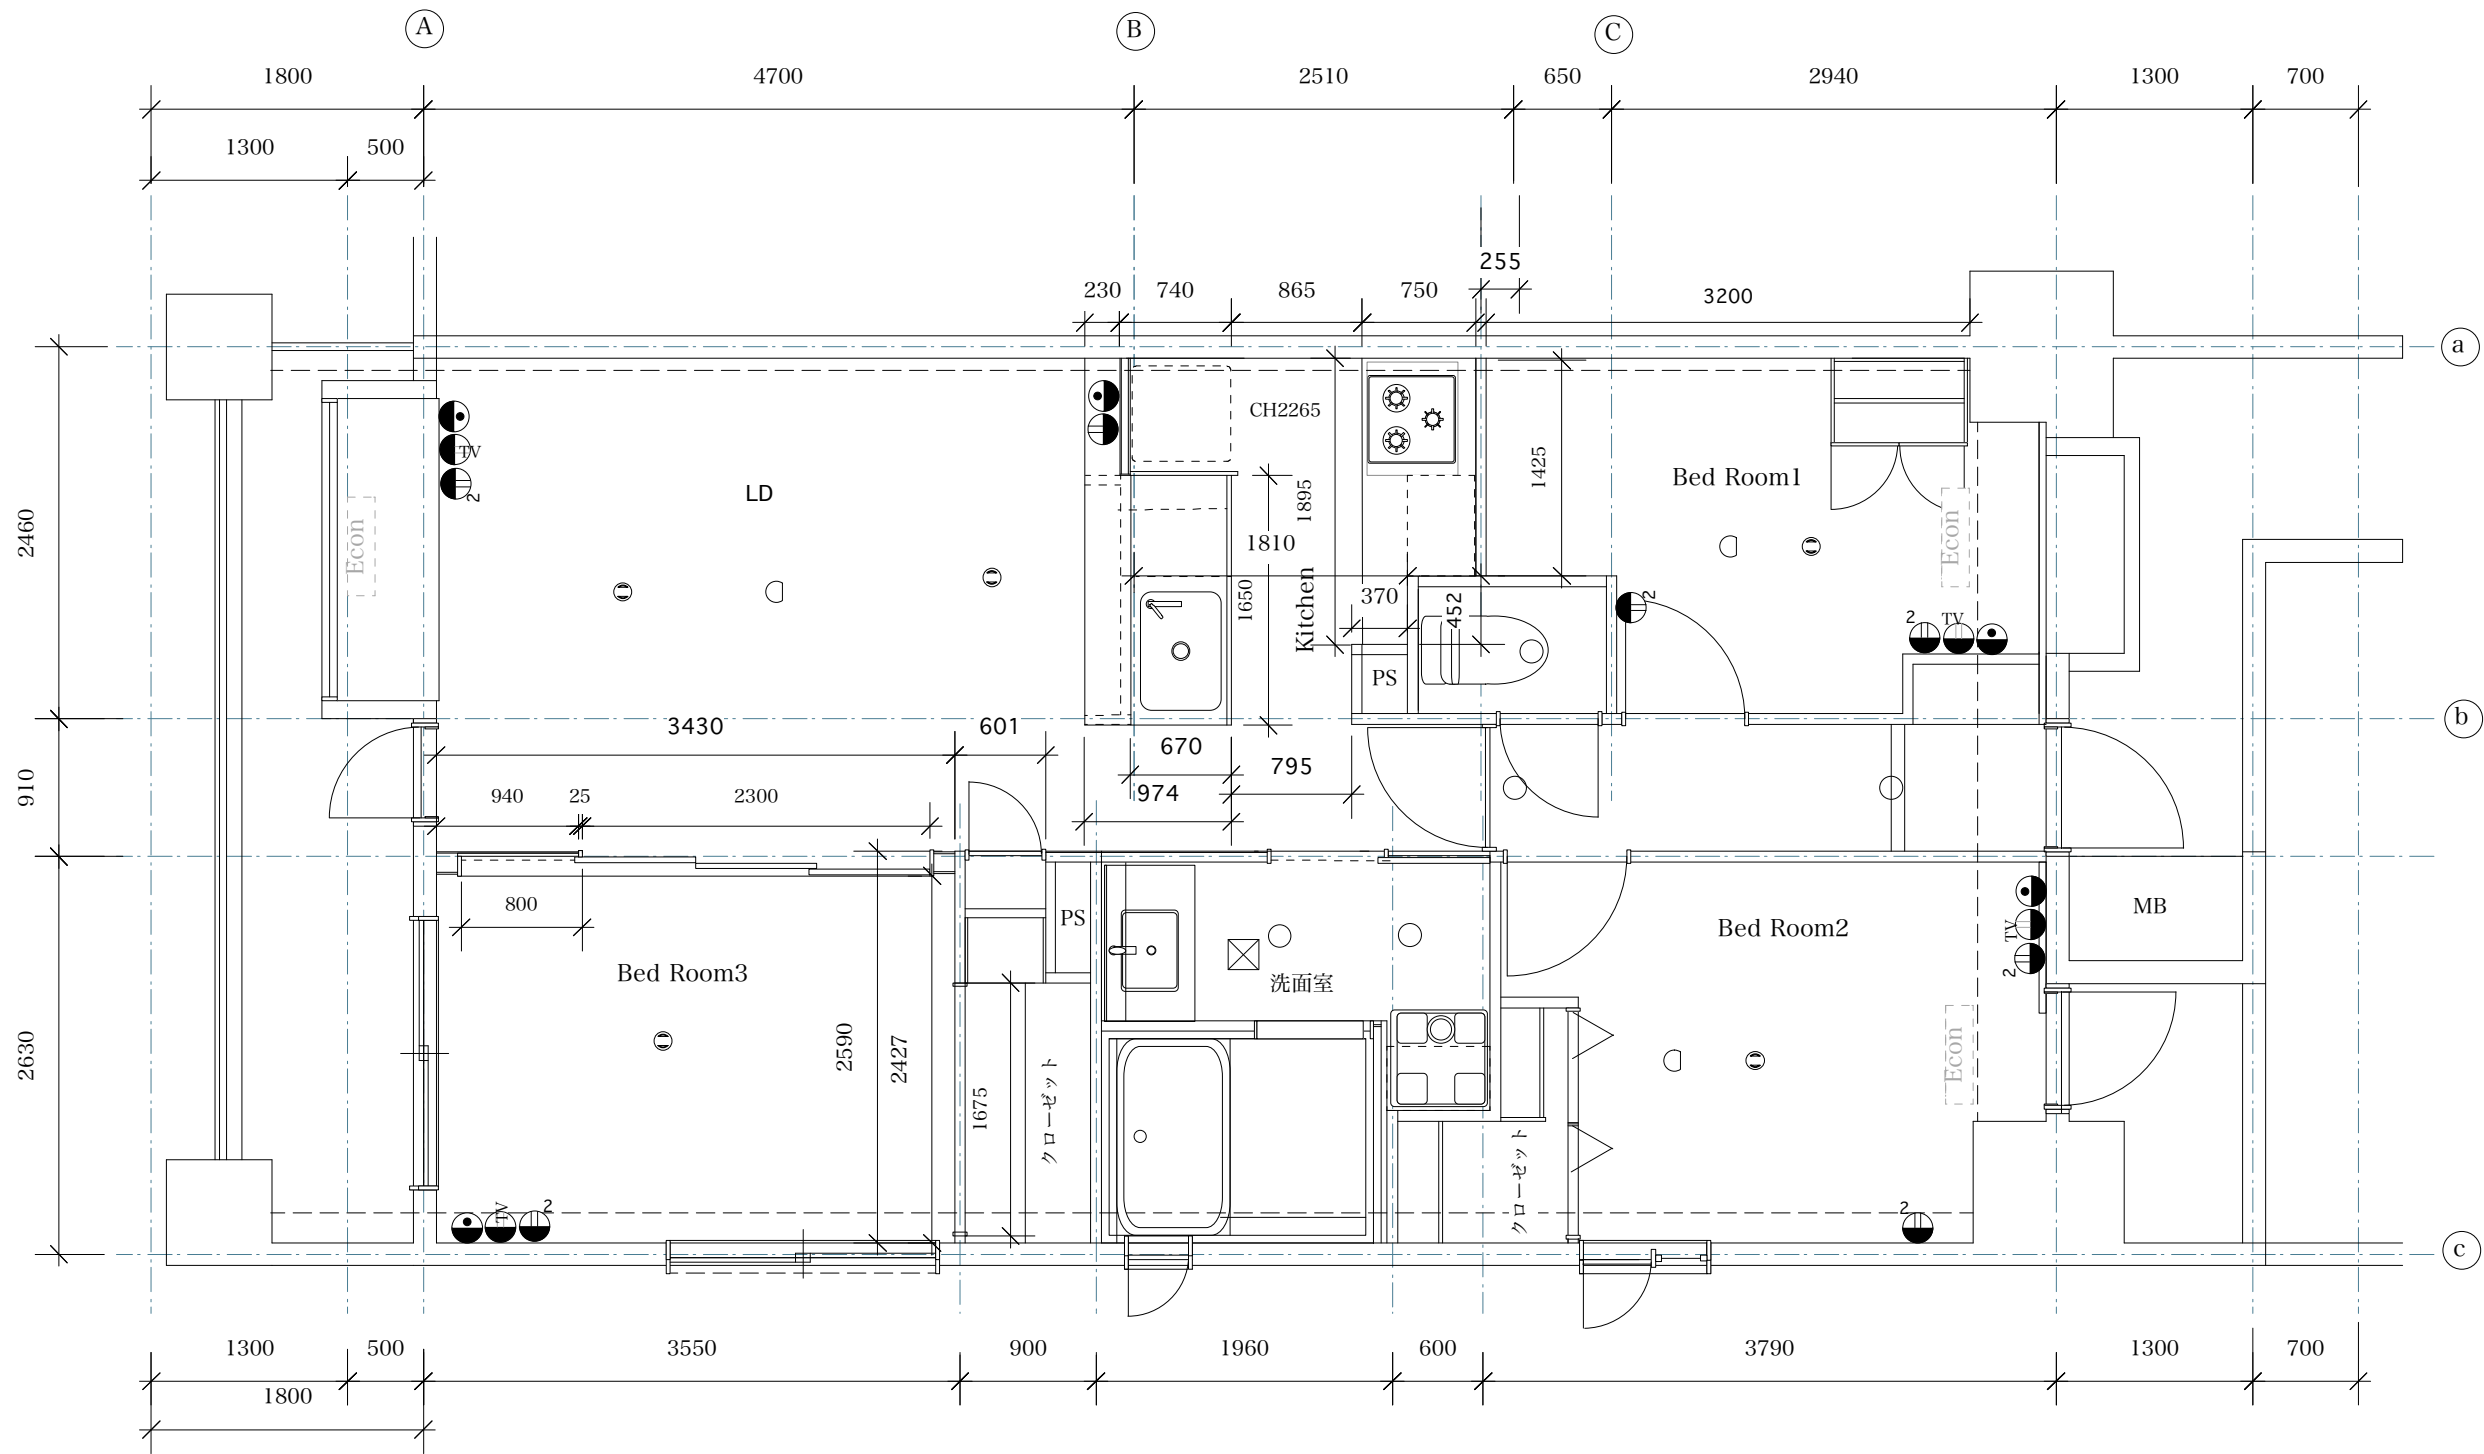 A
B
C
1800
4700
2510
650
2940
1300
700
1300
500
255
230
740
865
750
3200
a
CH2265
TV
2
LD
1425
Bed Room1
1895
2460
Econ
1810
Econ
1650
Kitchen
370
452
2
2
TV
PS
b
3430
601
670
795
974
910
940
25
2300
800
PS
MB
Bed Room2
TV
2
Bed Room3
洗面室
2590
2427
2630
Econ
1675
クローゼット
クローゼット
TV
2
2
c
1300
500
3550
900
1960
600
3790
1300
700
1800